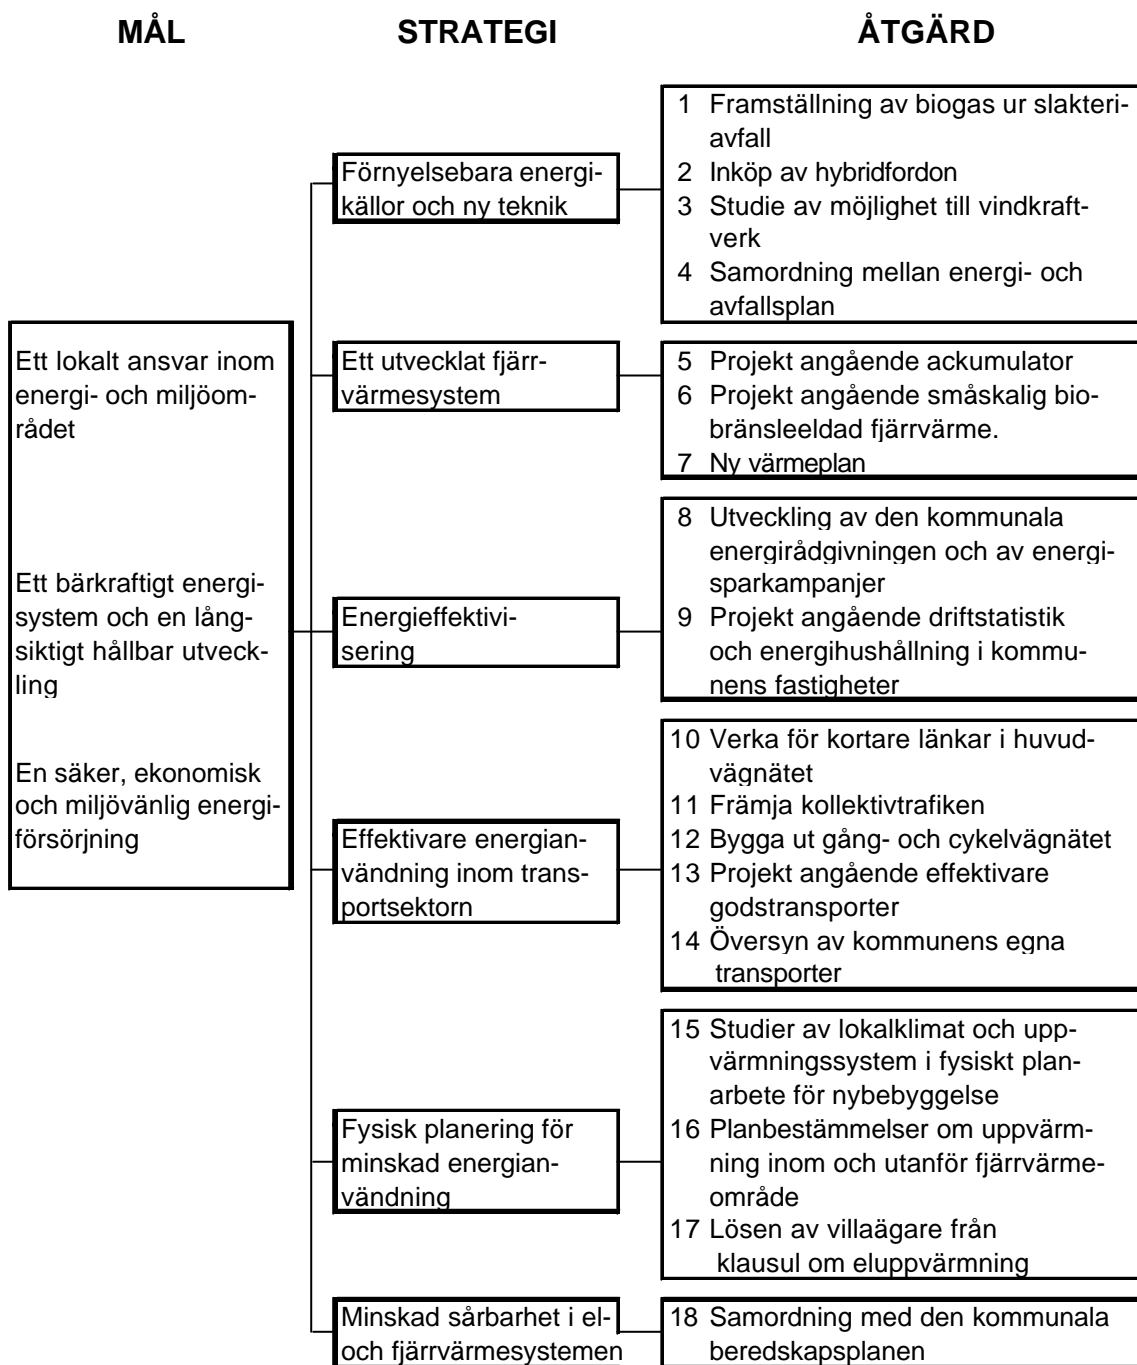 MÅL
STRATEGI
ÅTGÄRD
Ett lokalt ansvar inom
energi- och miljöom-
rådet
Ett bärkraftigt energi-
system och en lång-
siktigt hållbar utveck-
ling
En säker, ekonomisk
och miljövänlig energi-
försörjning
Förnyelsebara energi-
källor och ny teknik
1 Framställning av biogas ur slakteri-
avfall
2 Inköp av hybridfordon
3 Studie av möjlighet till vindkraft-
verk
4 Samordning mellan energi- och
avfallsplan
Ett utvecklat fjärr-
värmesystem
5 Projekt angående ackumulator
6 Projekt angående småskalig bio-
bränsleeldad fjärrvärme.
7 Ny värmeplan
Energieffektivi-
sering
8 Utveckling av den kommunala
energirådgivningen och av energi-
sparkampanjer
9 Projekt angående driftstatistik
och energihushållning i kommu-
nens fastigheter
Effektivare energian-
vändning inom trans-
portsektorn
10 Verka för kortare länkar i huvud-
vägnätet
11 Främja kollektivtrafiken
12 Bygga ut gång- och cykelvägnätet
13 Projekt angående effektivare
godstransporter
14 Översyn av kommunens egna
transporter
Fysisk planering för
minskad energian-
vändning
15 Studier av lokalklimat och upp-
värmningssystem i fysiskt plan-
arbete för nybebyggelse
16 Planbestämmelser om uppvärm-
ning inom och utanför fjärrvärme-
område
17 Lösen av villaägare från
klausul om eluppvärmning
Minskad sårbarhet i el-
och fjärrvärmesystemen
18 Samordning med den kommunala
beredskapsplanen